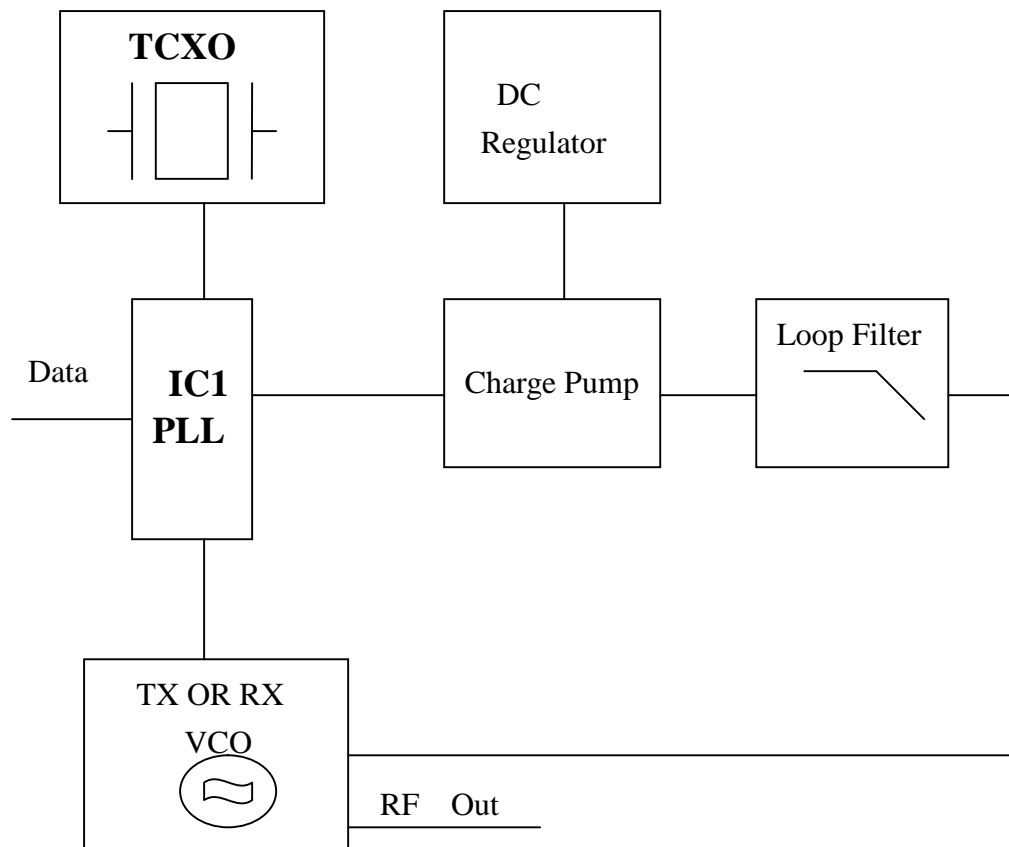 TCXO
DC
Regulator
Data
IC1
PLL
Charge Pump
Loop Filter
TX OR RX
VCO
RF Out